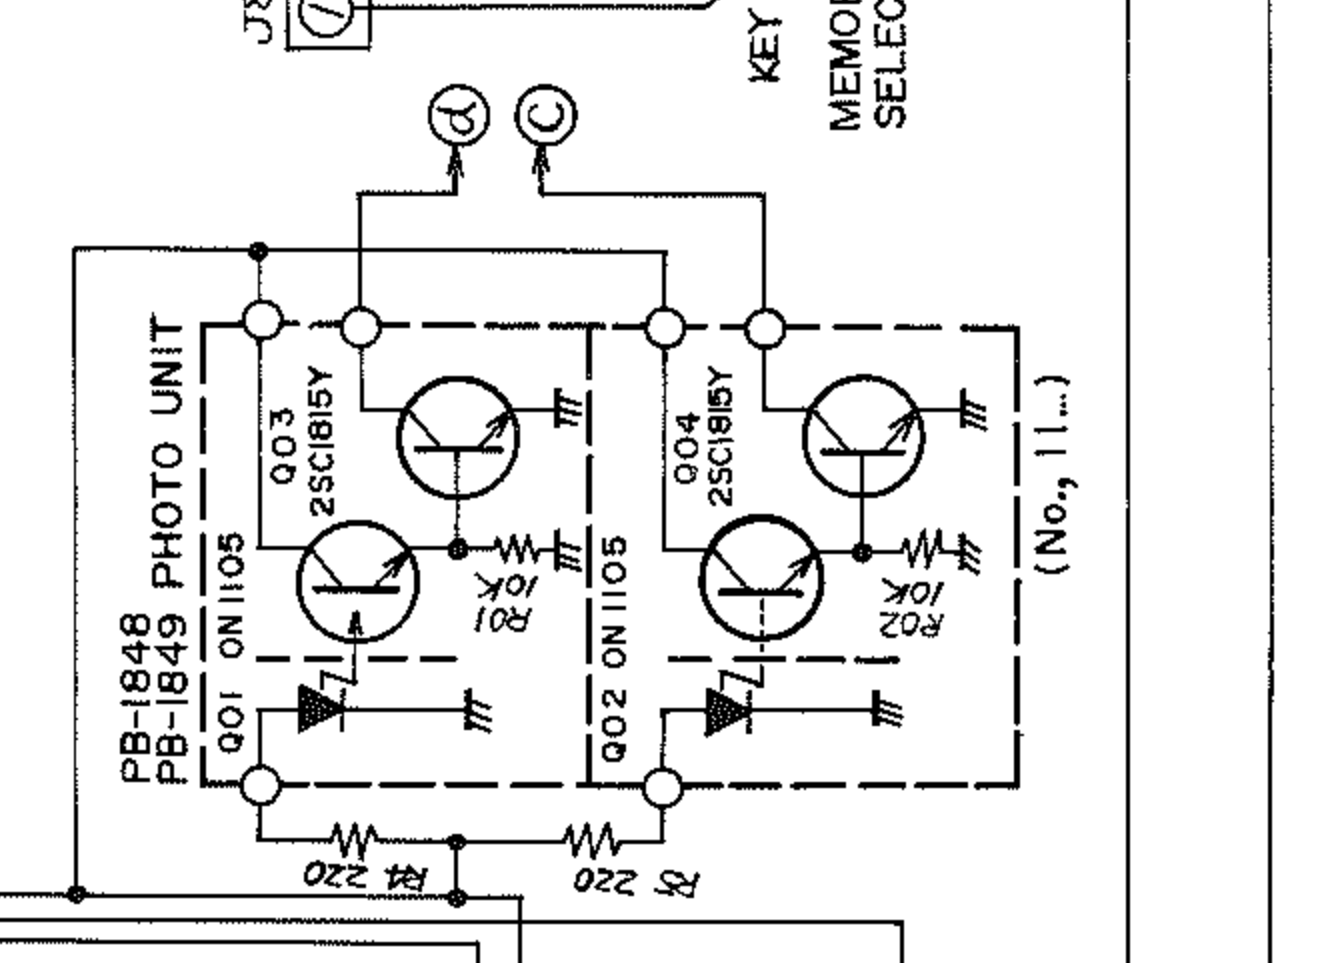 KEY
MEMO
SELEC
d
C
PB-1848
PB-1849 PHOTO UNIT
Q01 ON1105
Q03
2SC1815Y
R01
10K
Q02 ON1105
Q04
2SC1815Y
R02
10K
(No., 11...)
R4 220
R5 220